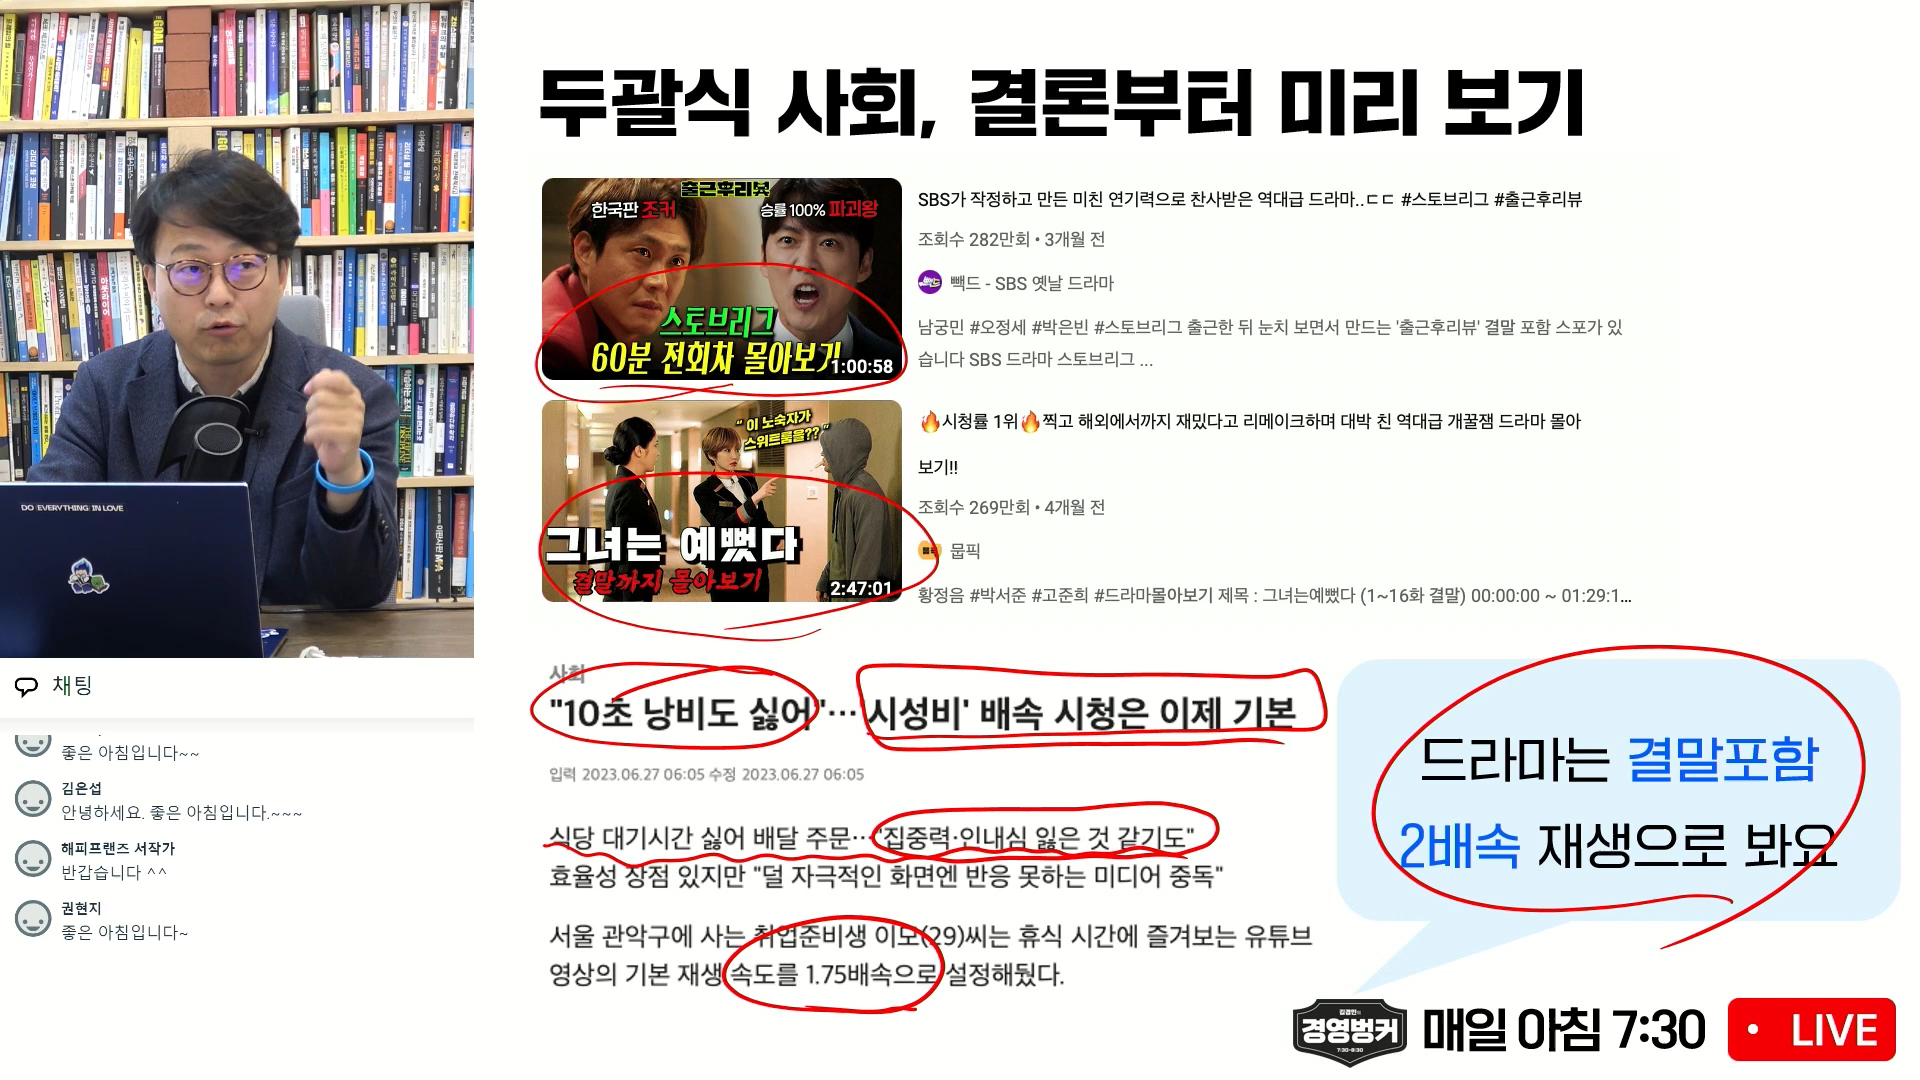 두괄식 사회, 결론부터 미리 보기
출근후리뷰
한국판 조커
승률 100% 파괴왕
스토브리그
60분 전회차 몰아보기
1:00:58
SBS가 작정하고 만든 미친 연기력으로 찬사받은 역대급 드라마..ㄷㄷ #스토브리그 #출근후리뷰
조회수 282만회 • 3개월 전
빽드 - SBS 옛날 드라마
남궁민 #오정세 #박은빈 #스토브리그 출근한 뒤 눈치 보면서 만드는 '출근후리뷰' 결말 포함 스포가 있
습니다 SBS 드라마 스토브리그 ...
" 이 노숙자가
스위트룸을?? "
그녀는 예뻤다
결말까지 몰아보기
2:47:01
🔥시청률 1위🔥찍고 해외에서까지 재밌다고 리메이크하며 대박 친 역대급 개꿀잼 드라마 몰아
보기!!
조회수 269만회 • 4개월 전
뭅픽
황정음 #박서준 #고준희 #드라마몰아보기 제목 : 그녀는예뻤다 (1~16화 결말) 00:00:00 ~ 01:29:1...
사회
"10초 낭비도 싫어"… '시성비' 배속 시청은 이제 기본
입력 2023.06.27 06:05 수정 2023.06.27 06:05
식당 대기시간 싫어 배달 주문…"집중력·인내심 잃은 것 같기도"
효율성 장점 있지만 "덜 자극적인 화면엔 반응 못하는 미디어 중독"
서울 관악구에 사는 취업준비생 이모(29)씨는 휴식 시간에 즐겨보는 유튜브
영상의 기본 재생 속도를 1.75배속으로 설정해뒀다.
드라마는 결말포함
2배속 재생으로 봐요
김경민의
경영벙커
7:30-8:30
매일 아침 7:30
• LIVE
DO EVERYTHING IN LOVE
채팅
좋은 아침입니다~~
김은섭
안녕하세요. 좋은 아침입니다.~~~
해피프랜즈 서작가
반갑습니다 ^^
권현지
좋은 아침입니다~